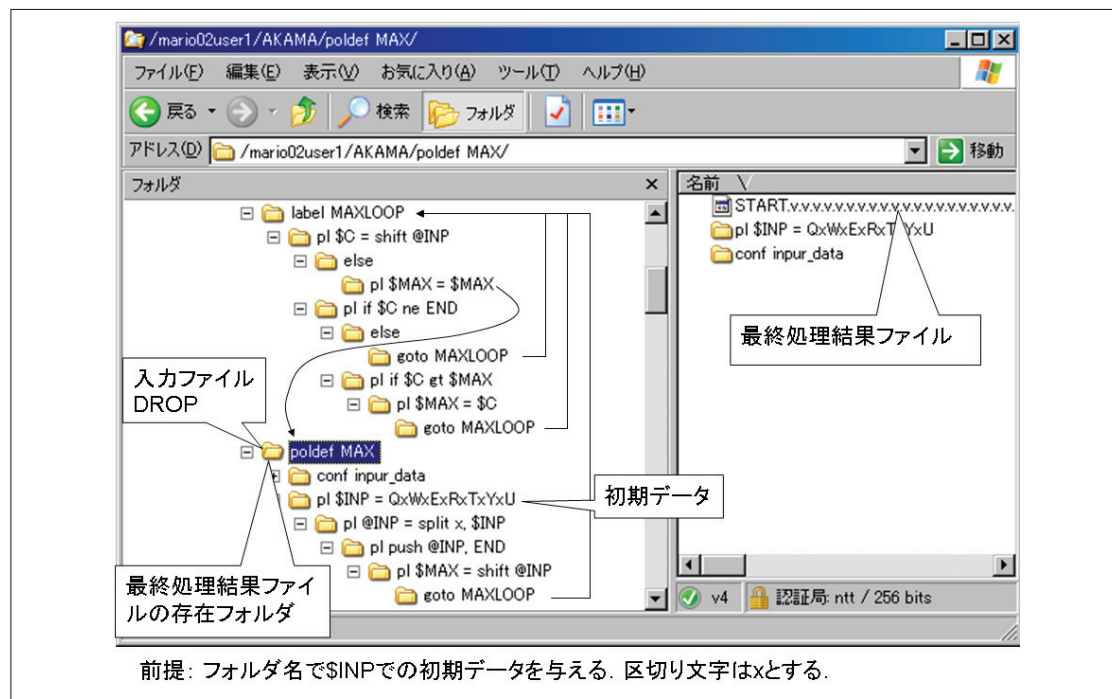 /mario02user1/AKAMA/poldef MAX/
ファイル(F) 編集(E) 表示(V) お気に入り(A) ツール(T) ヘルプ(H)
戻る 検索 フォルダ
アドレス(D) /mario02user1/AKAMA/poldef MAX/ 移動
フォルダ × 名前
label MAXLOOP
pl $C = shift @INP
else
pl $MAX = $MAX
pl if $C ne END
else
goto MAXLOOP
pl if $C gt $MAX
pl $MAX = $C
goto MAXLOOP
poldef MAX
conf inpur_data
pl $INP = QxWxExRxTxYxU
pl @INP = split x, $INP
pl push @INP, END
pl $MAX = shift @INP
goto MAXLOOP
入力ファイル
DROP
最終処理結果ファイ
ルの存在フォルダ
初期データ
START.v.v.v.v.v.v.v.v.v.v.v.v.v.v.v.v.v.v.v.v.v.
pl $INP = QxWxExRxTxYxU
conf inpur_data
最終処理結果ファイル
v4 認証局: ntt / 256 bits
前提: フォルダ名で$INPでの初期データを与える. 区切り文字はxとする.